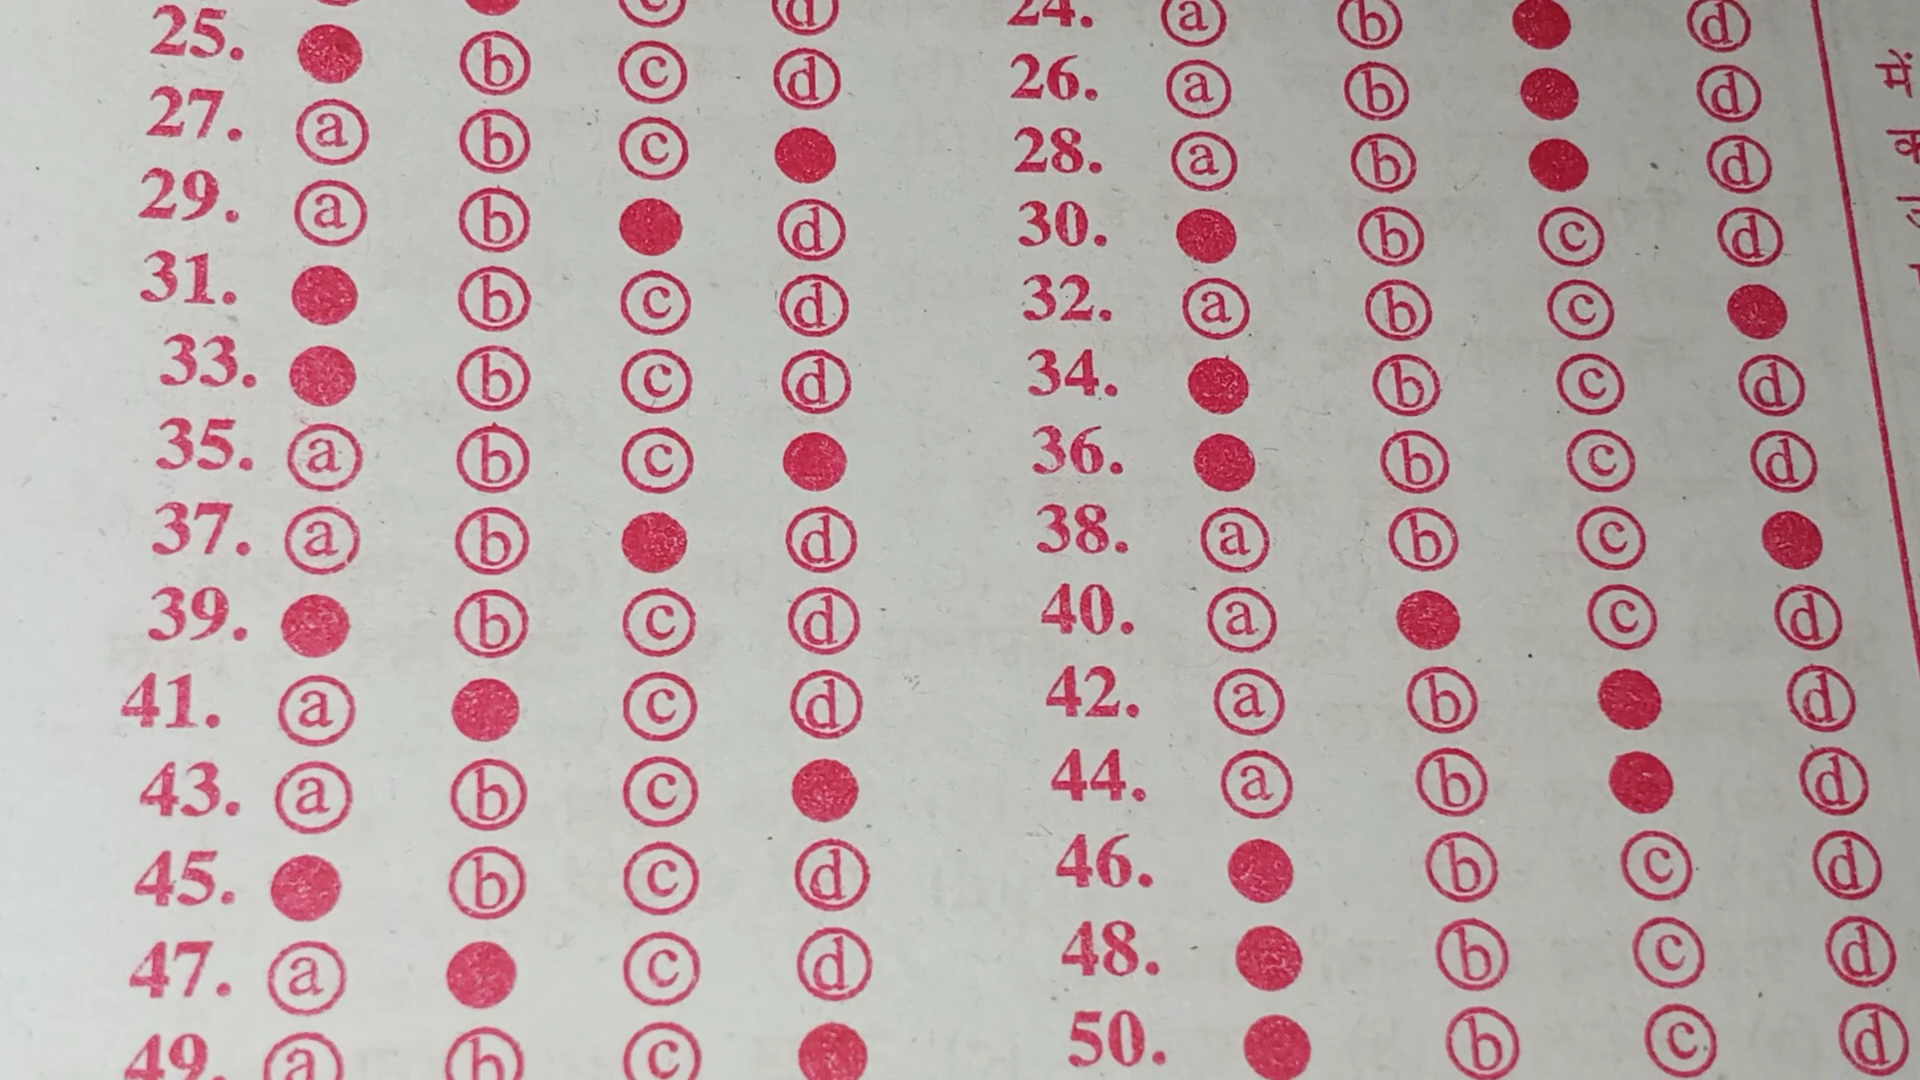 c d 24. a b d
25. b c d 26. a b d
27. a b c 28. a b d
29. a b d 30. b c d
31. b c d 32. a b c
33. b c d 34. b c d
35. a b c 36. b c d
37. a b d 38. a b c
39. b c d 40. a c d
41. a c d 42. a b d
43. a b c 44. a b d
45. b c d 46. b c d
47. a c d 48. b c d
49. a b c 50. b c d
में